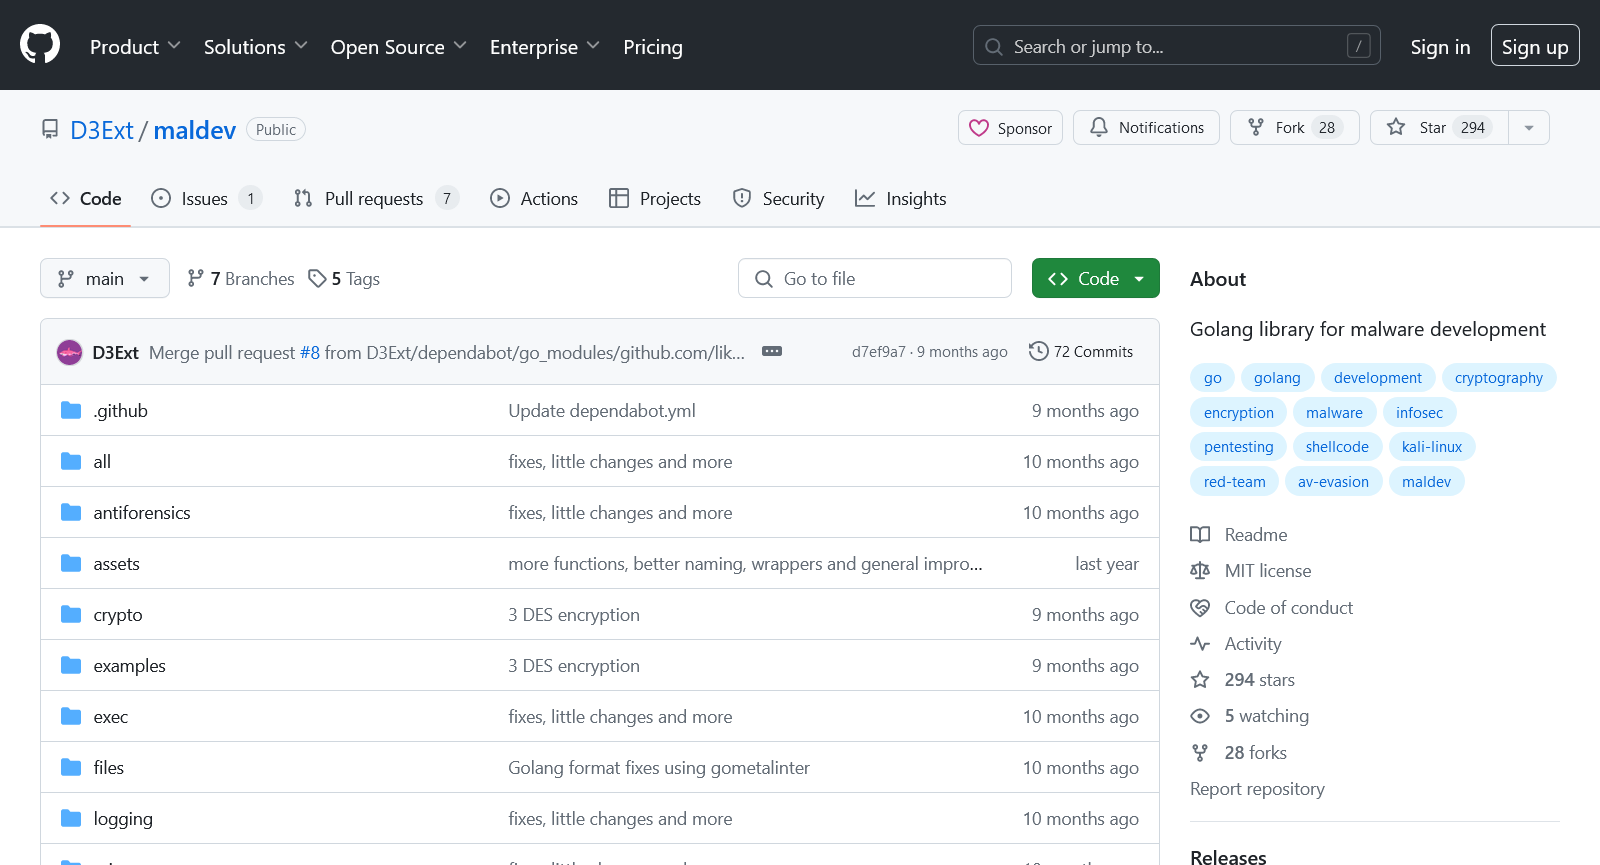 Product Solutions Open Source Enterprise Pricing Search or jump to... / Sign in Sign up
D3Ext / maldev Public Sponsor Notifications Fork 28 Star 294
Code Issues 1 Pull requests 7 Actions Projects Security Insights
main 7 Branches 5 Tags Go to file Code
D3Ext Merge pull request #8 from D3Ext/dependabot/go_modules/github.com/lik... d7ef9a7 · 9 months ago 72 Commits
.github Update dependabot.yml 9 months ago
all fixes, little changes and more 10 months ago
antiforensics fixes, little changes and more 10 months ago
assets more functions, better naming, wrappers and general impro... last year
crypto 3 DES encryption 9 months ago
examples 3 DES encryption 9 months ago
exec fixes, little changes and more 10 months ago
files Golang format fixes using gometalinter 10 months ago
logging fixes, little changes and more 10 months ago
About
Golang library for malware development
go golang development cryptography
encryption malware infosec
pentesting shellcode kali-linux
red-team av-evasion maldev
Readme
MIT license
Code of conduct
Activity
294 stars
5 watching
28 forks
Report repository
Releases